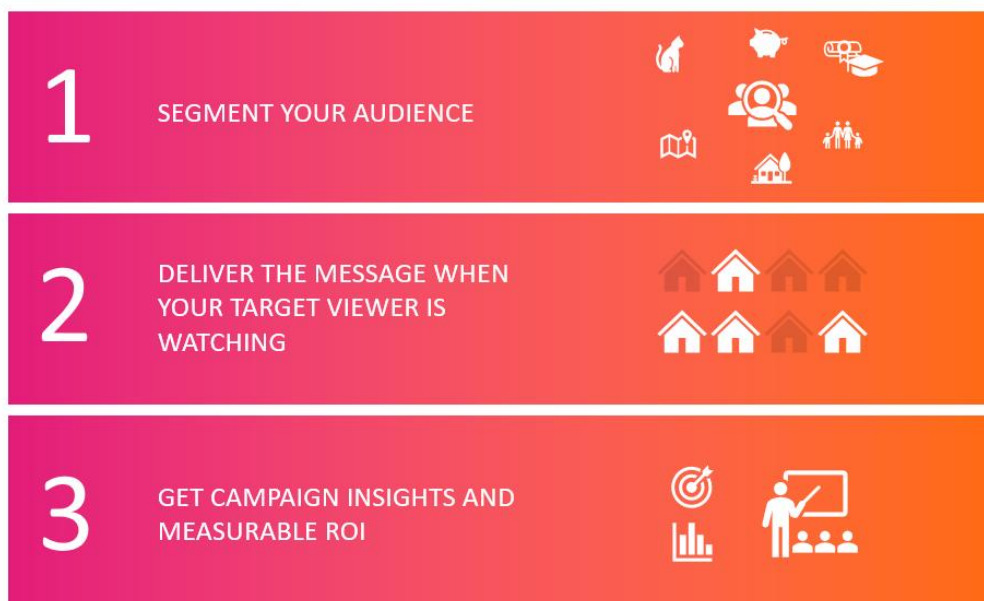 1
SEGMENT YOUR AUDIENCE
2
DELIVER THE MESSAGE WHEN
YOUR TARGET VIEWER IS
WATCHING
3
GET CAMPAIGN INSIGHTS AND
MEASURABLE ROI